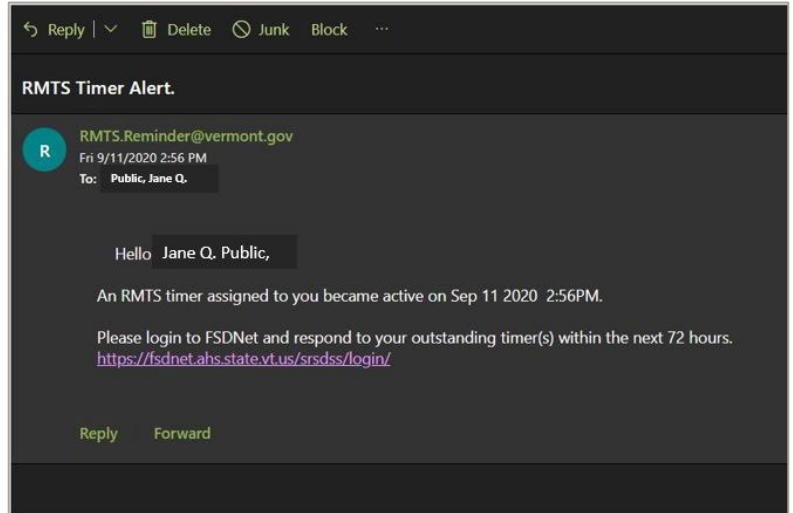 Reply | Delete Junk Block ...
RMTS Timer Alert.
R
RMTS.Reminder@vermont.gov
Fri 9/11/2020 2:56 PM
To: Public, Jane Q.
Hello Jane Q. Public,
An RMTS timer assigned to you became active on Sep 11 2020 2:56PM.
Please login to FSDNet and respond to your outstanding timer(s) within the next 72 hours.
https://fsdnet.ahs.state.vt.us/srsdss/login/
Reply Forward